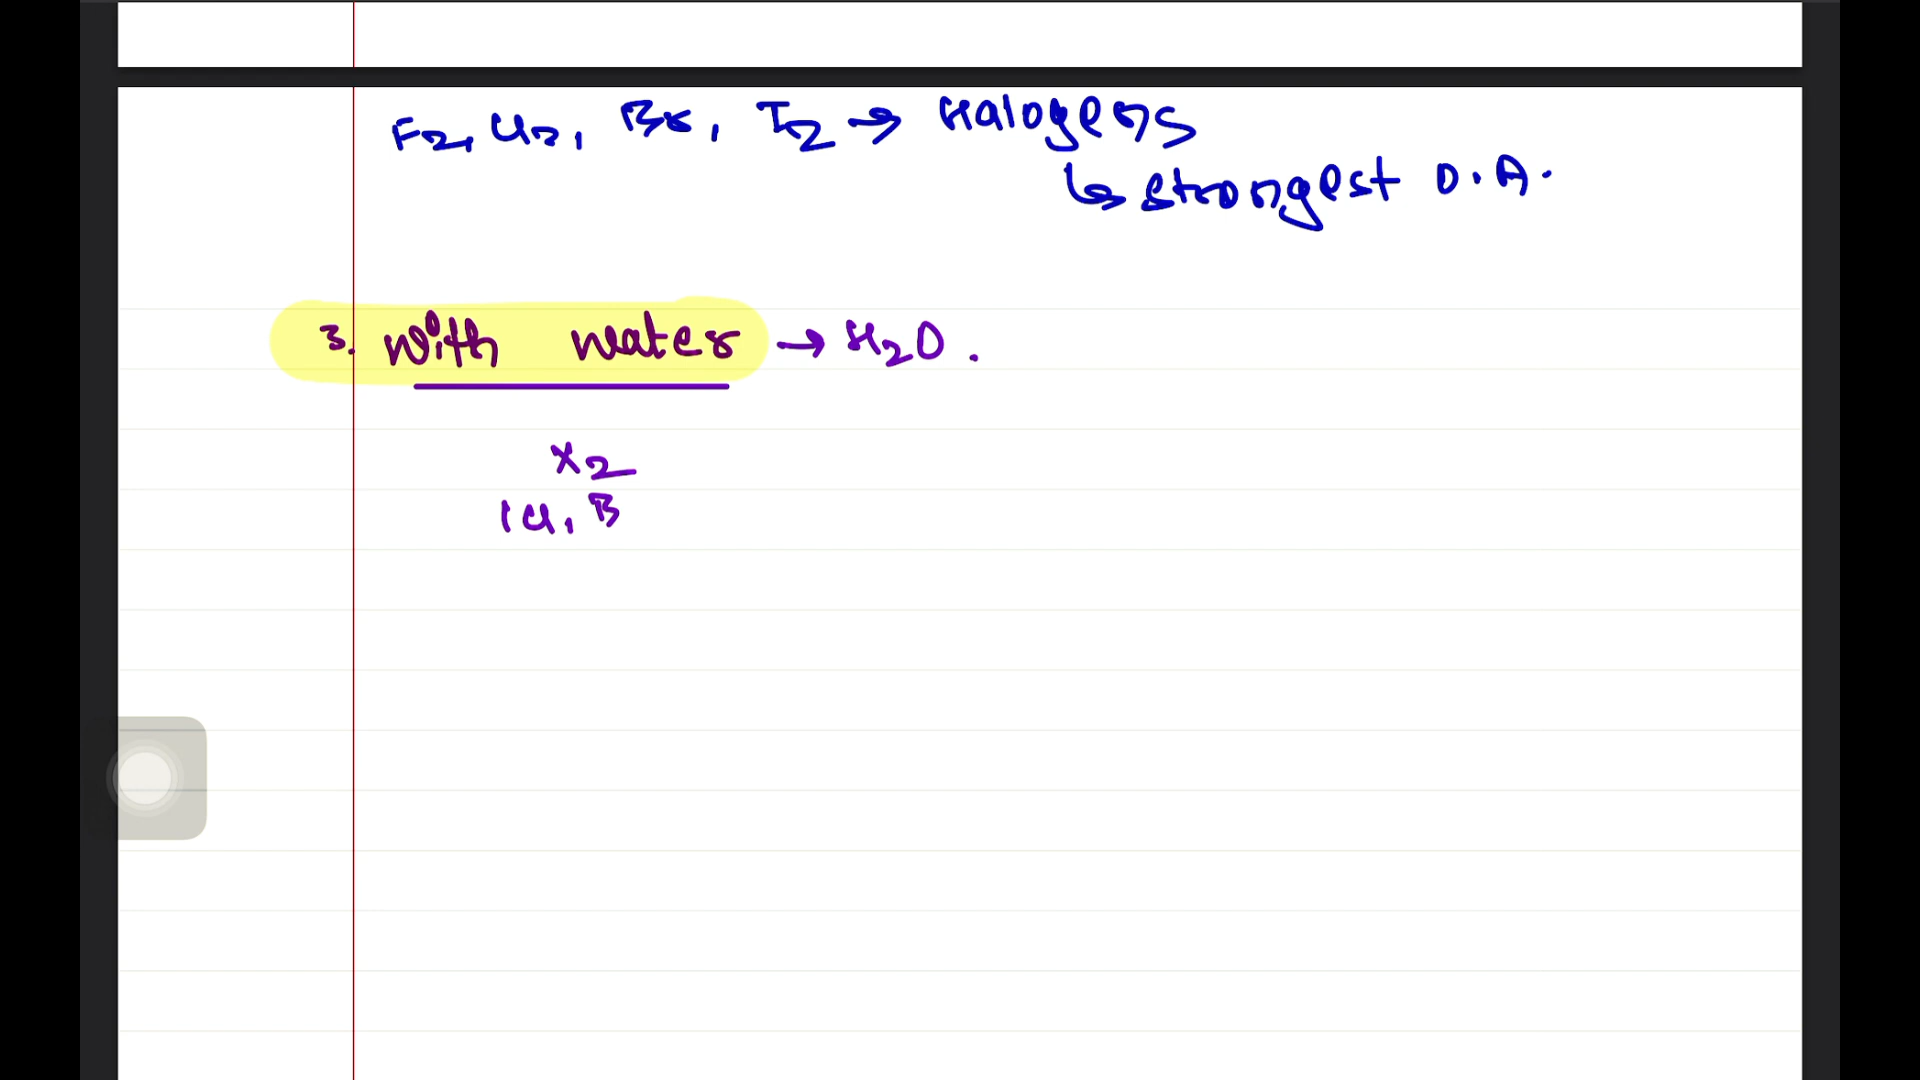 F2, Cl2, Br, I2 → Halogens
↳ strongest O.A.
3. With water → H2O.
X2
(Cl, B